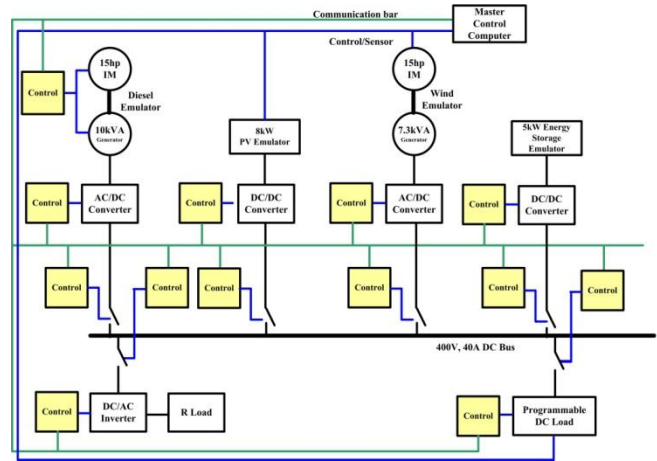 Communication bar
Master
Control
Computer
Control/Sensor
15hp
IM
15hp
IM
Control
Diesel
Emulator
Wind
Emulator
10kVA
Generator
8kW
PV Emulator
7.3kVA
Generator
5kW Energy
Storage
Emulator
Control
AC/DC
Converter
Control
DC/DC
Converter
Control
AC/DC
Converter
Control
DC/DC
Converter
Control
Control
Control
Control
Control
Control
400V, 40A DC Bus
Control
DC/AC
Inverter
R Load
Control
Programmable
DC Load